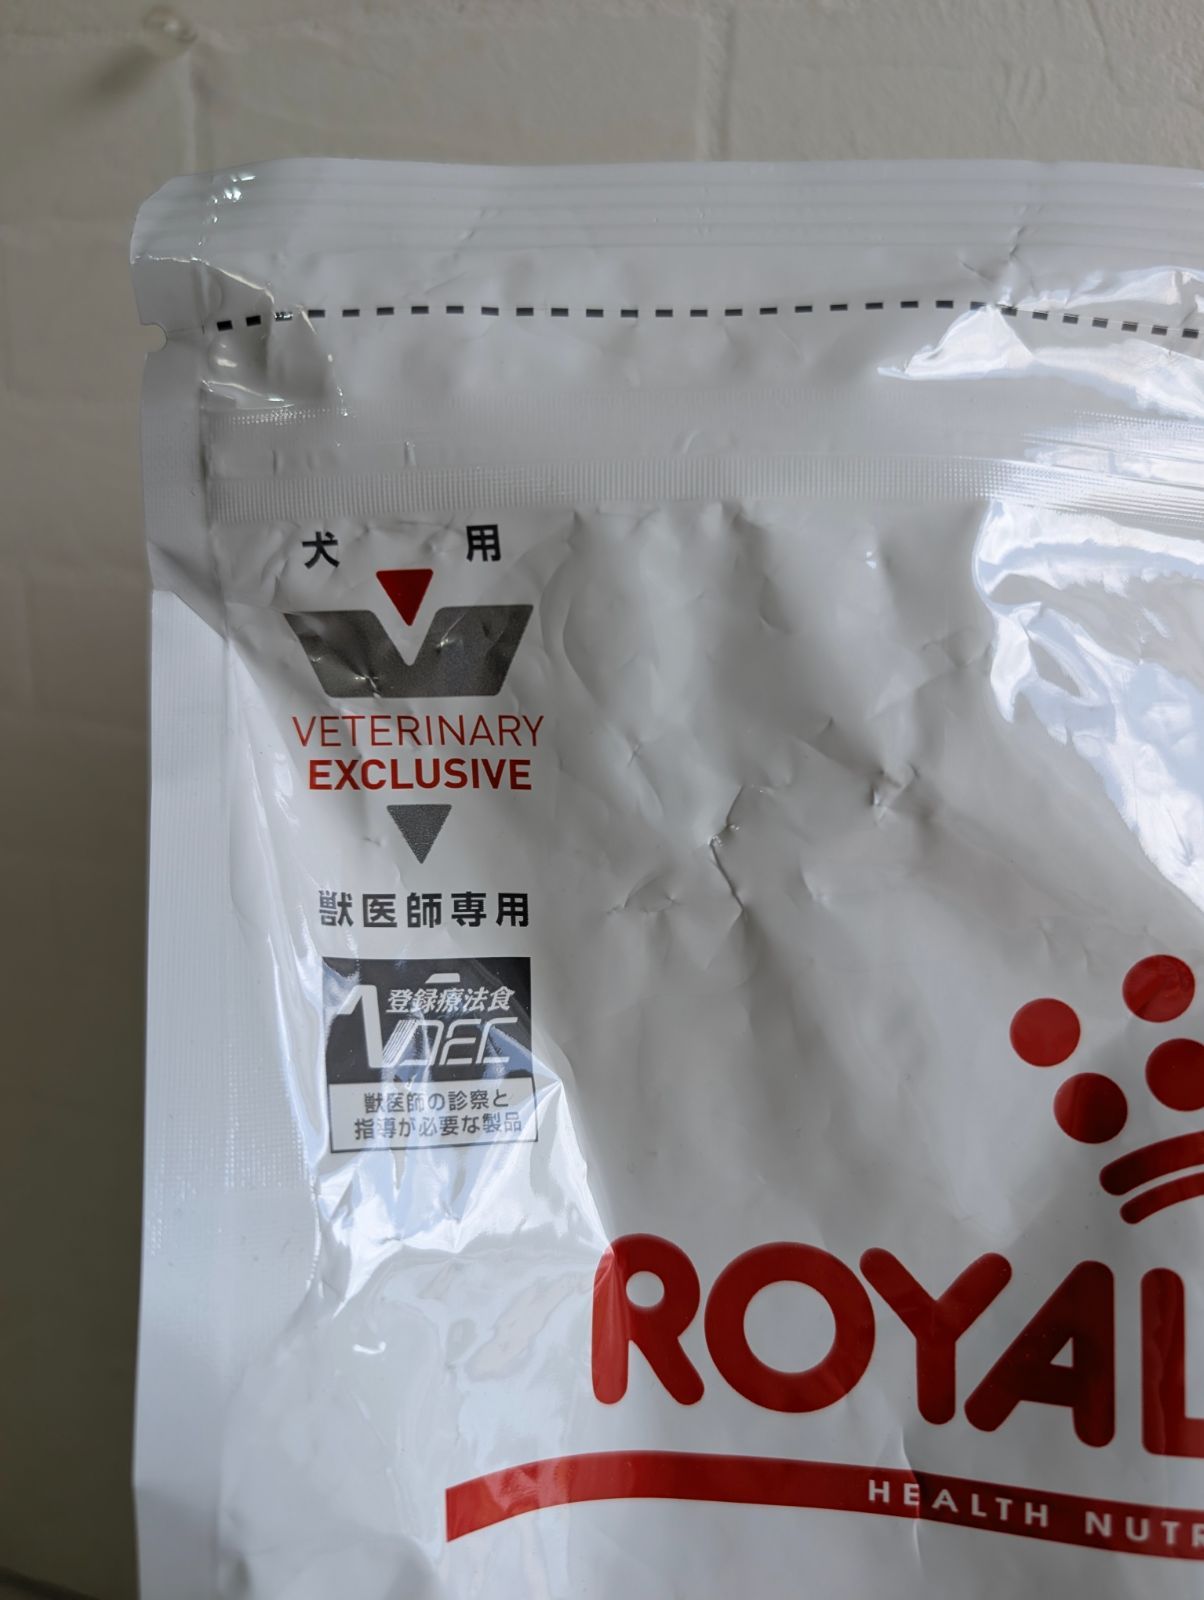 犬 用
VETERINARY
EXCLUSIVE
獣医師専用
登録療法食
VDEC
獣医師の診察と
指導が必要な製品
ROYAL
HEALTH NUTR